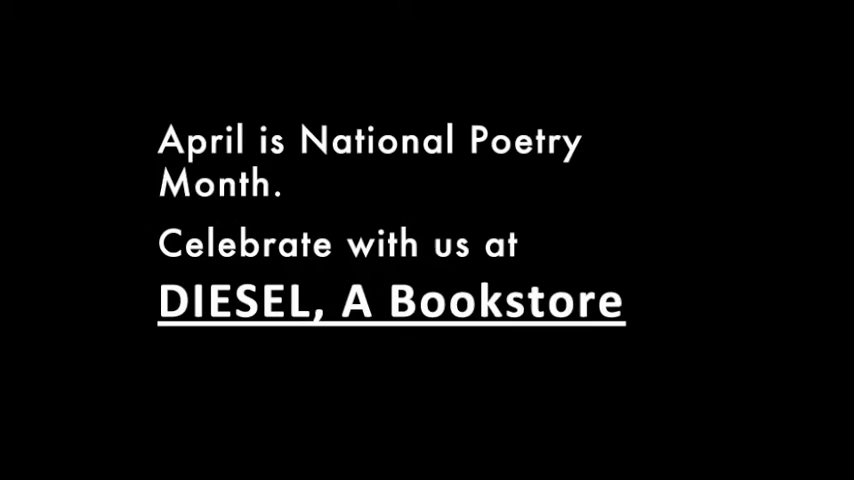 April is National Poetry
Month.
Celebrate with us at
DIESEL, A Bookstore